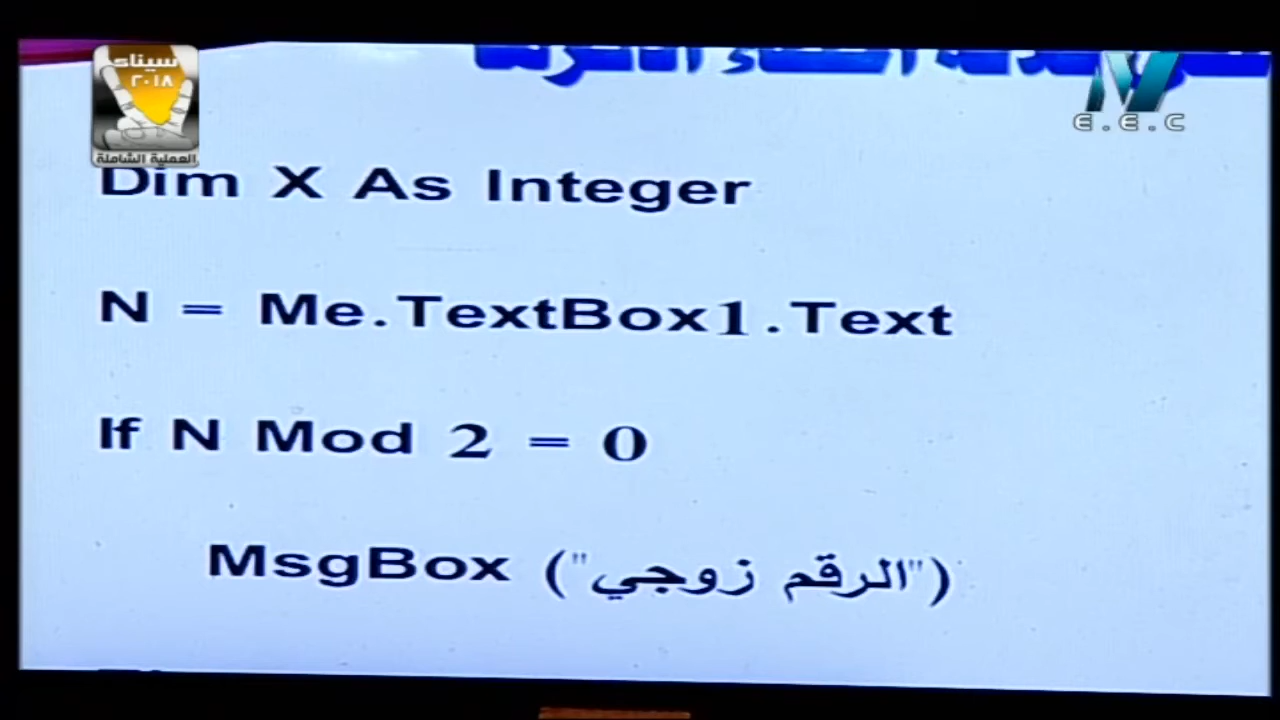 سيناء
٢٠١٨
العملية الشاملة
E.E.C
Dim X As Integer
N = Me.TextBox1.Text
If N Mod 2 = 0
MsgBox ("الرقم زوجي")